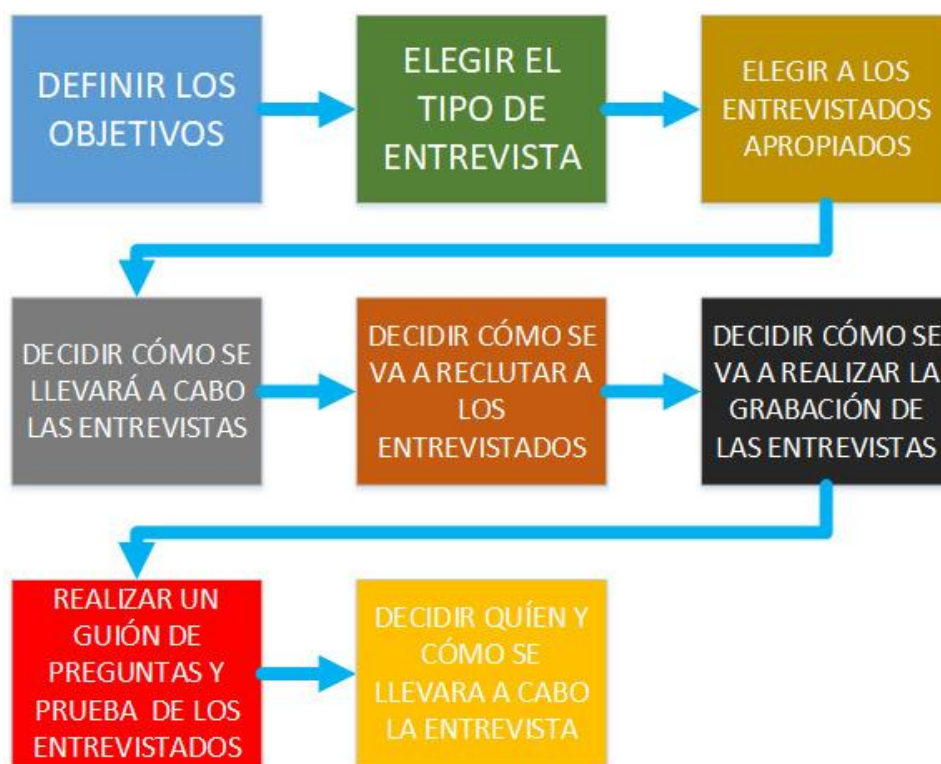 DEFINIR LOS
OBJETIVOS
ELEGIR EL
TIPO DE
ENTREVISTA
ELEGIR A LOS
ENTREVISTADOS
APROPIADOS
DECIDIR CÓMO SE
LLEVARÁ A CABO
LAS ENTREVISTAS
DECIDIR CÓMO SE
VA A RECLUTAR A
LOS
ENTREVISTADOS
DECIDIR CÓMO SE
VA A REALIZAR LA
GRABACIÓN DE
LAS ENTREVISTAS
REALIZAR UN
GUIÓN DE
PREGUNTAS Y
PRUEBA DE LOS
ENTREVISTADOS
DECIDIR QUÍEN Y
CÓMO SE
LLEVARA A CABO
LA ENTREVISTA